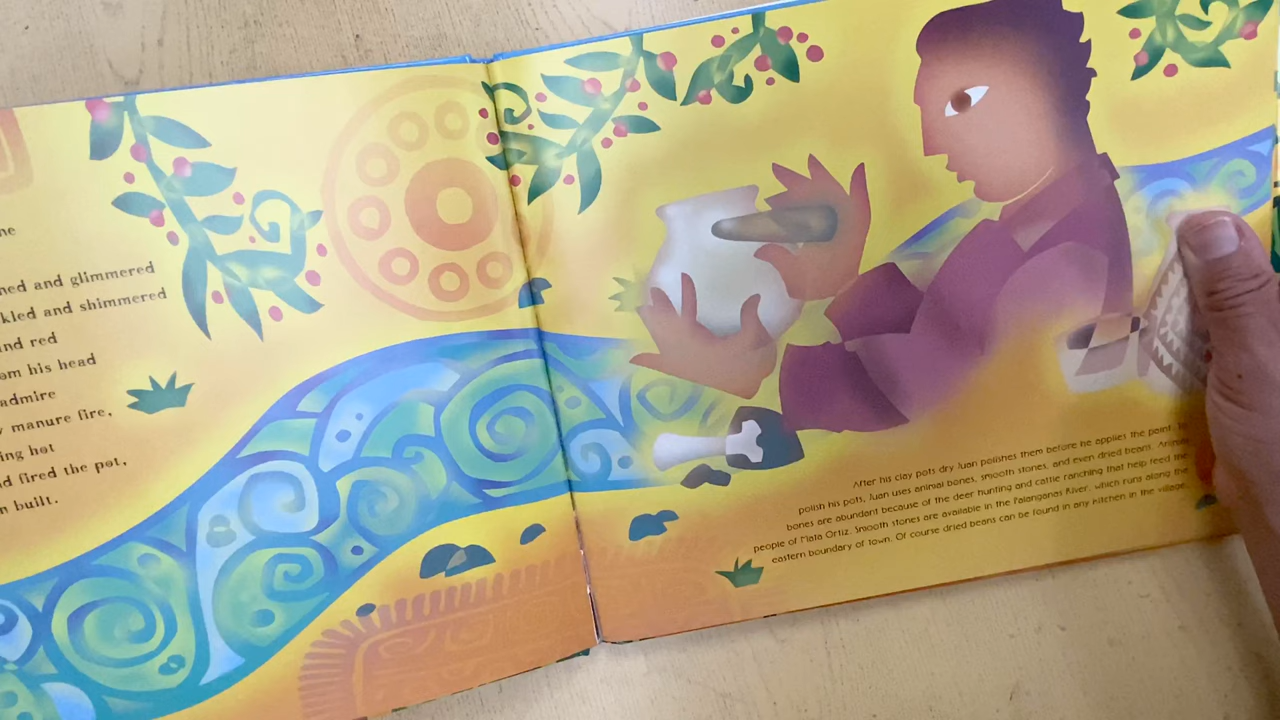 ne
ned and glimmered
kled and shimmered
and red
om his head
admire
manure fire,
ing hot
d fired the pot,
n built.
After his clay pots dry Juan polishes them before he applies the paint. To
polish his pots, Juan uses animal bones, smooth stones, and even dried beans. Animal
bones are abundant because of the deer hunting and cattle ranching that help feed the
people of Mata Ortiz. Smooth stones are available in the Palanganas River, which runs along the
eastern boundary of town. Of course dried beans can be found in any kitchen in the village.